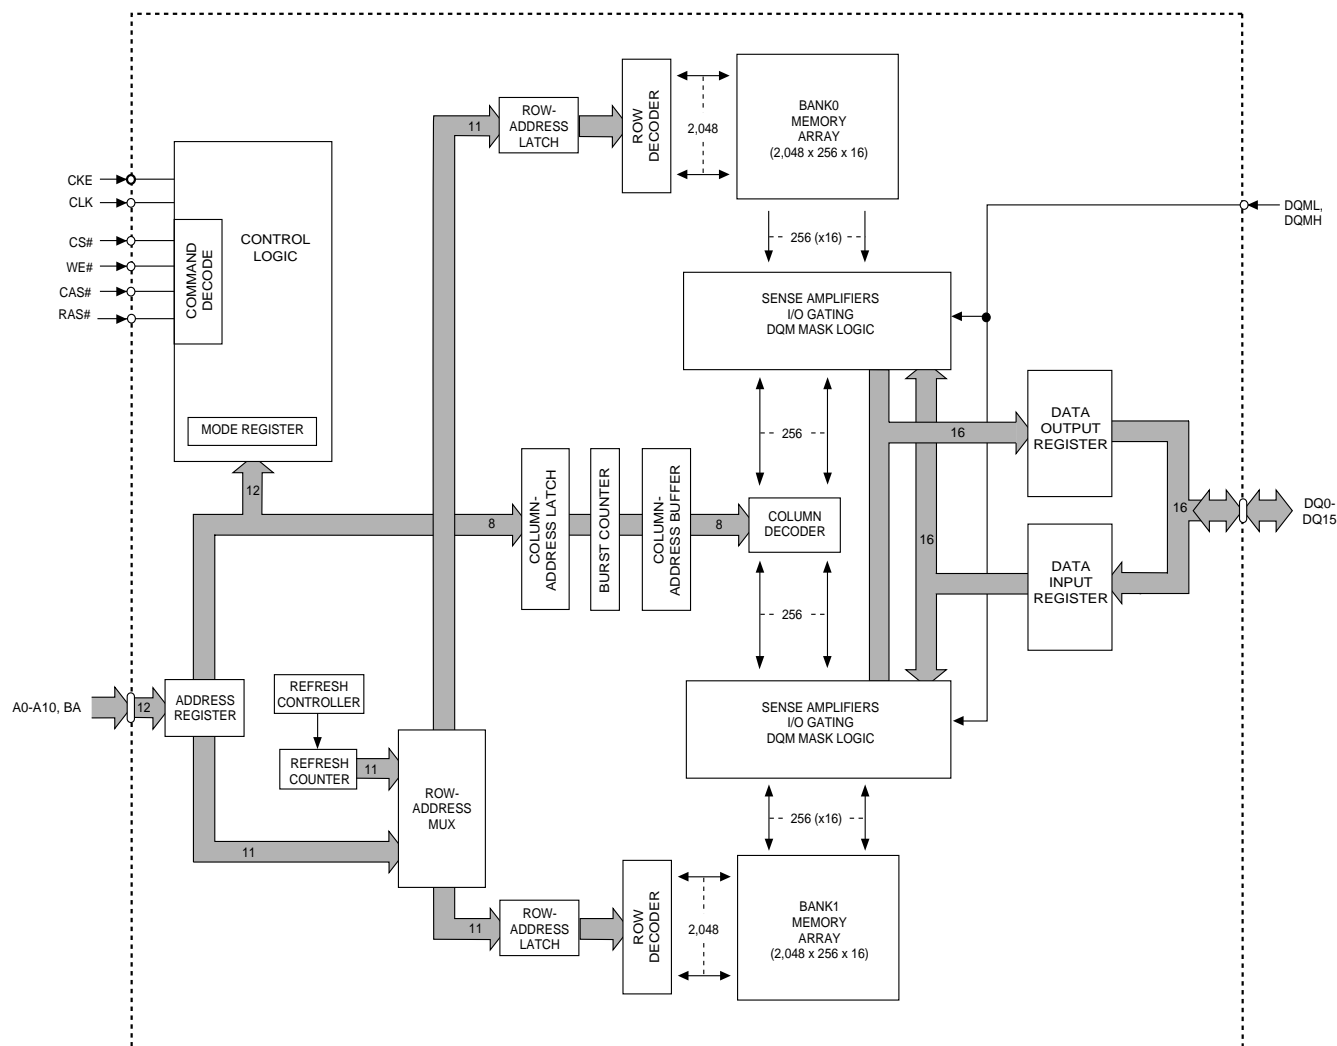 ROW-
ADDRESS
LATCH
11
ROW
DECODER
2,048
BANK0
MEMORY
ARRAY
(2,048 x 256 x 16)
CKE
CLK
CS#
WE#
CAS#
RAS#
COMMAND
DECODE
CONTROL
LOGIC
MODE REGISTER
12
DQML,
DQMH
256 (x16)
SENSE AMPLIFIERS
I/O GATING
DQM MASK LOGIC
256
16
DATA
OUTPUT
REGISTER
8
COLUMN-
ADDRESS LATCH
BURST COUNTER
COLUMN-
ADDRESS BUFFER
8
COLUMN
DECODER
16
16
DQ0-
DQ15
DATA
INPUT
REGISTER
256
A0-A10, BA
12
ADDRESS
REGISTER
REFRESH
CONTROLLER
REFRESH
COUNTER
11
ROW-
ADDRESS
MUX
11
SENSE AMPLIFIERS
I/O GATING
DQM MASK LOGIC
256 (x16)
11
ROW-
ADDRESS
LATCH
ROW
DECODER
2,048
BANK1
MEMORY
ARRAY
(2,048 x 256 x 16)